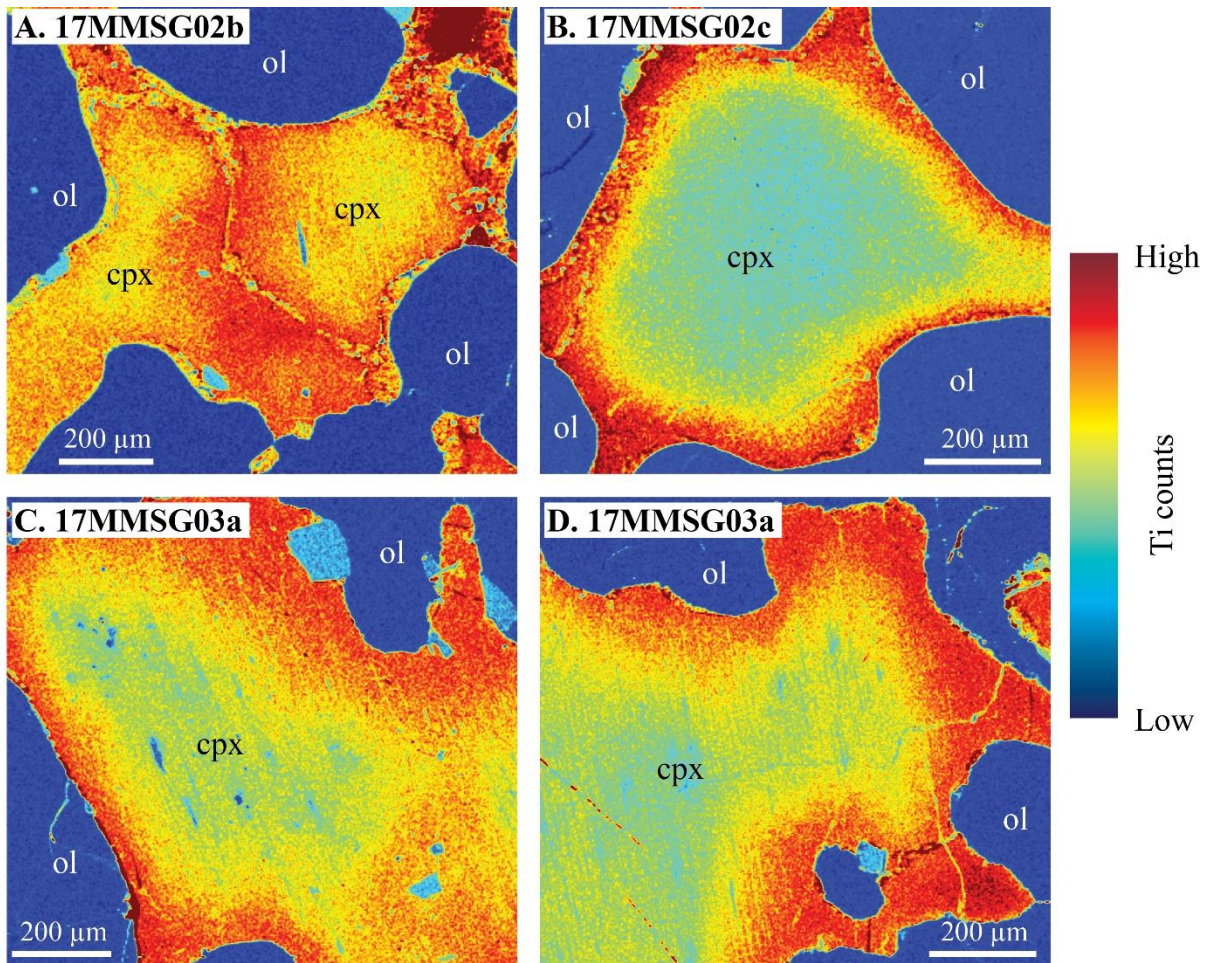 A. 17MMSG02b
ol
ol
cpx
cpx
ol
200 µm
B. 17MMSG02c
ol
ol
cpx
ol
ol
200 µm
C. 17MMSG03a
ol
cpx
ol
200 µm
D. 17MMSG03a
ol
cpx
ol
200 µm
High
Ti counts
Low